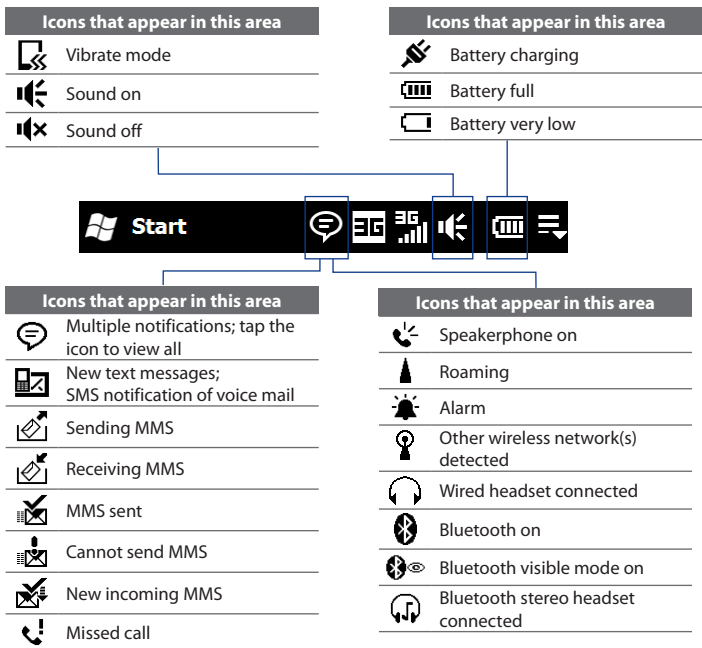 Icons that appear in this area
Vibrate mode
Sound on
Sound off
Icons that appear in this area
Battery charging
Battery full
Battery very low
Start
3G
3G
Icons that appear in this area
Multiple notifications; tap the
icon to view all
New text messages;
SMS notification of voice mail
Sending MMS
Receiving MMS
MMS sent
Cannot send MMS
New incoming MMS
Missed call
Icons that appear in this area
Speakerphone on
Roaming
Alarm
Other wireless network(s)
detected
Wired headset connected
Bluetooth on
Bluetooth visible mode on
Bluetooth stereo headset
connected